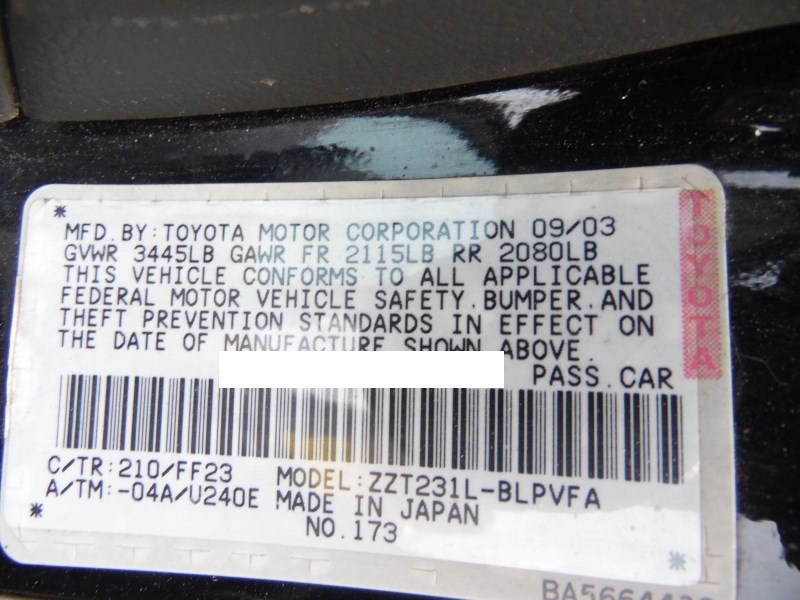 *
MFD.BY:TOYOTA MOTOR CORPORATION 09/03
GVWR 3445LB GAWR FR 2115LB RR 2080LB
THIS VEHICLE CONFORMS TO ALL APPLICABLE
FEDERAL MOTOR VEHICLE SAFETY.BUMPER.AND
THEFT PREVENTION STANDARDS IN EFFECT ON
THE DATE OF MANUFACTURE SHOWN ABOVE.
PASS.CAR
TOYOTA
C/TR:210/FF23 MODEL:ZZT231L-BLPVFA
A/TM:-04A/U240E MADE IN JAPAN
* NO.173 *